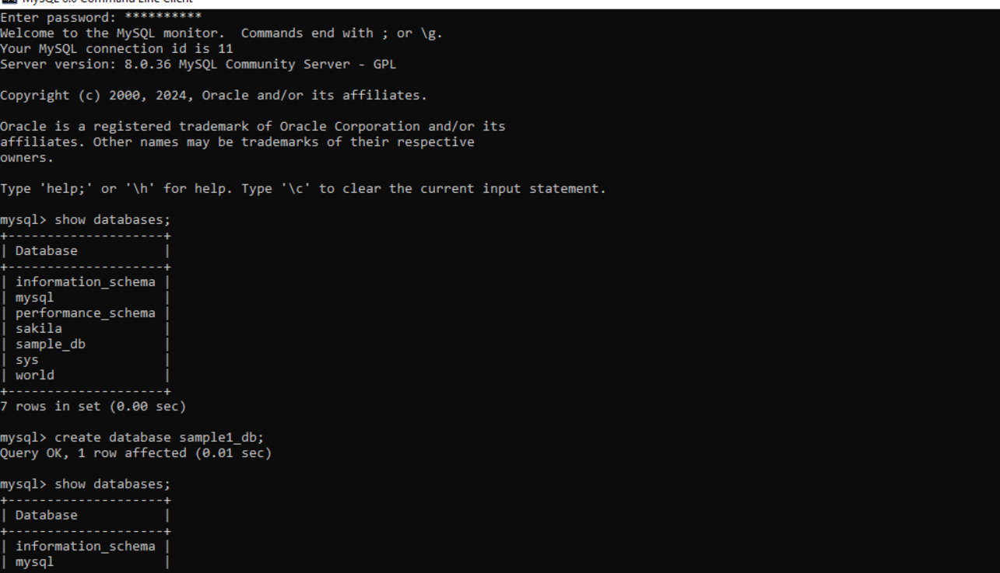 MySQL 8.0 Command Line Client
Enter password: **********
Welcome to the MySQL monitor.  Commands end with ; or \g.
Your MySQL connection id is 11
Server version: 8.0.36 MySQL Community Server - GPL

Copyright (c) 2000, 2024, Oracle and/or its affiliates.

Oracle is a registered trademark of Oracle Corporation and/or its
affiliates. Other names may be trademarks of their respective
owners.

Type 'help;' or '\h' for help. Type '\c' to clear the current input statement.

mysql> show databases;
+--------------------+
| Database           |
+--------------------+
| information_schema |
| mysql              |
| performance_schema |
| sakila             |
| sample_db          |
| sys                |
| world              |
+--------------------+
7 rows in set (0.00 sec)

mysql> create database sample1_db;
Query OK, 1 row affected (0.01 sec)

mysql> show databases;
+--------------------+
| Database           |
+--------------------+
| information_schema |
| mysql              |